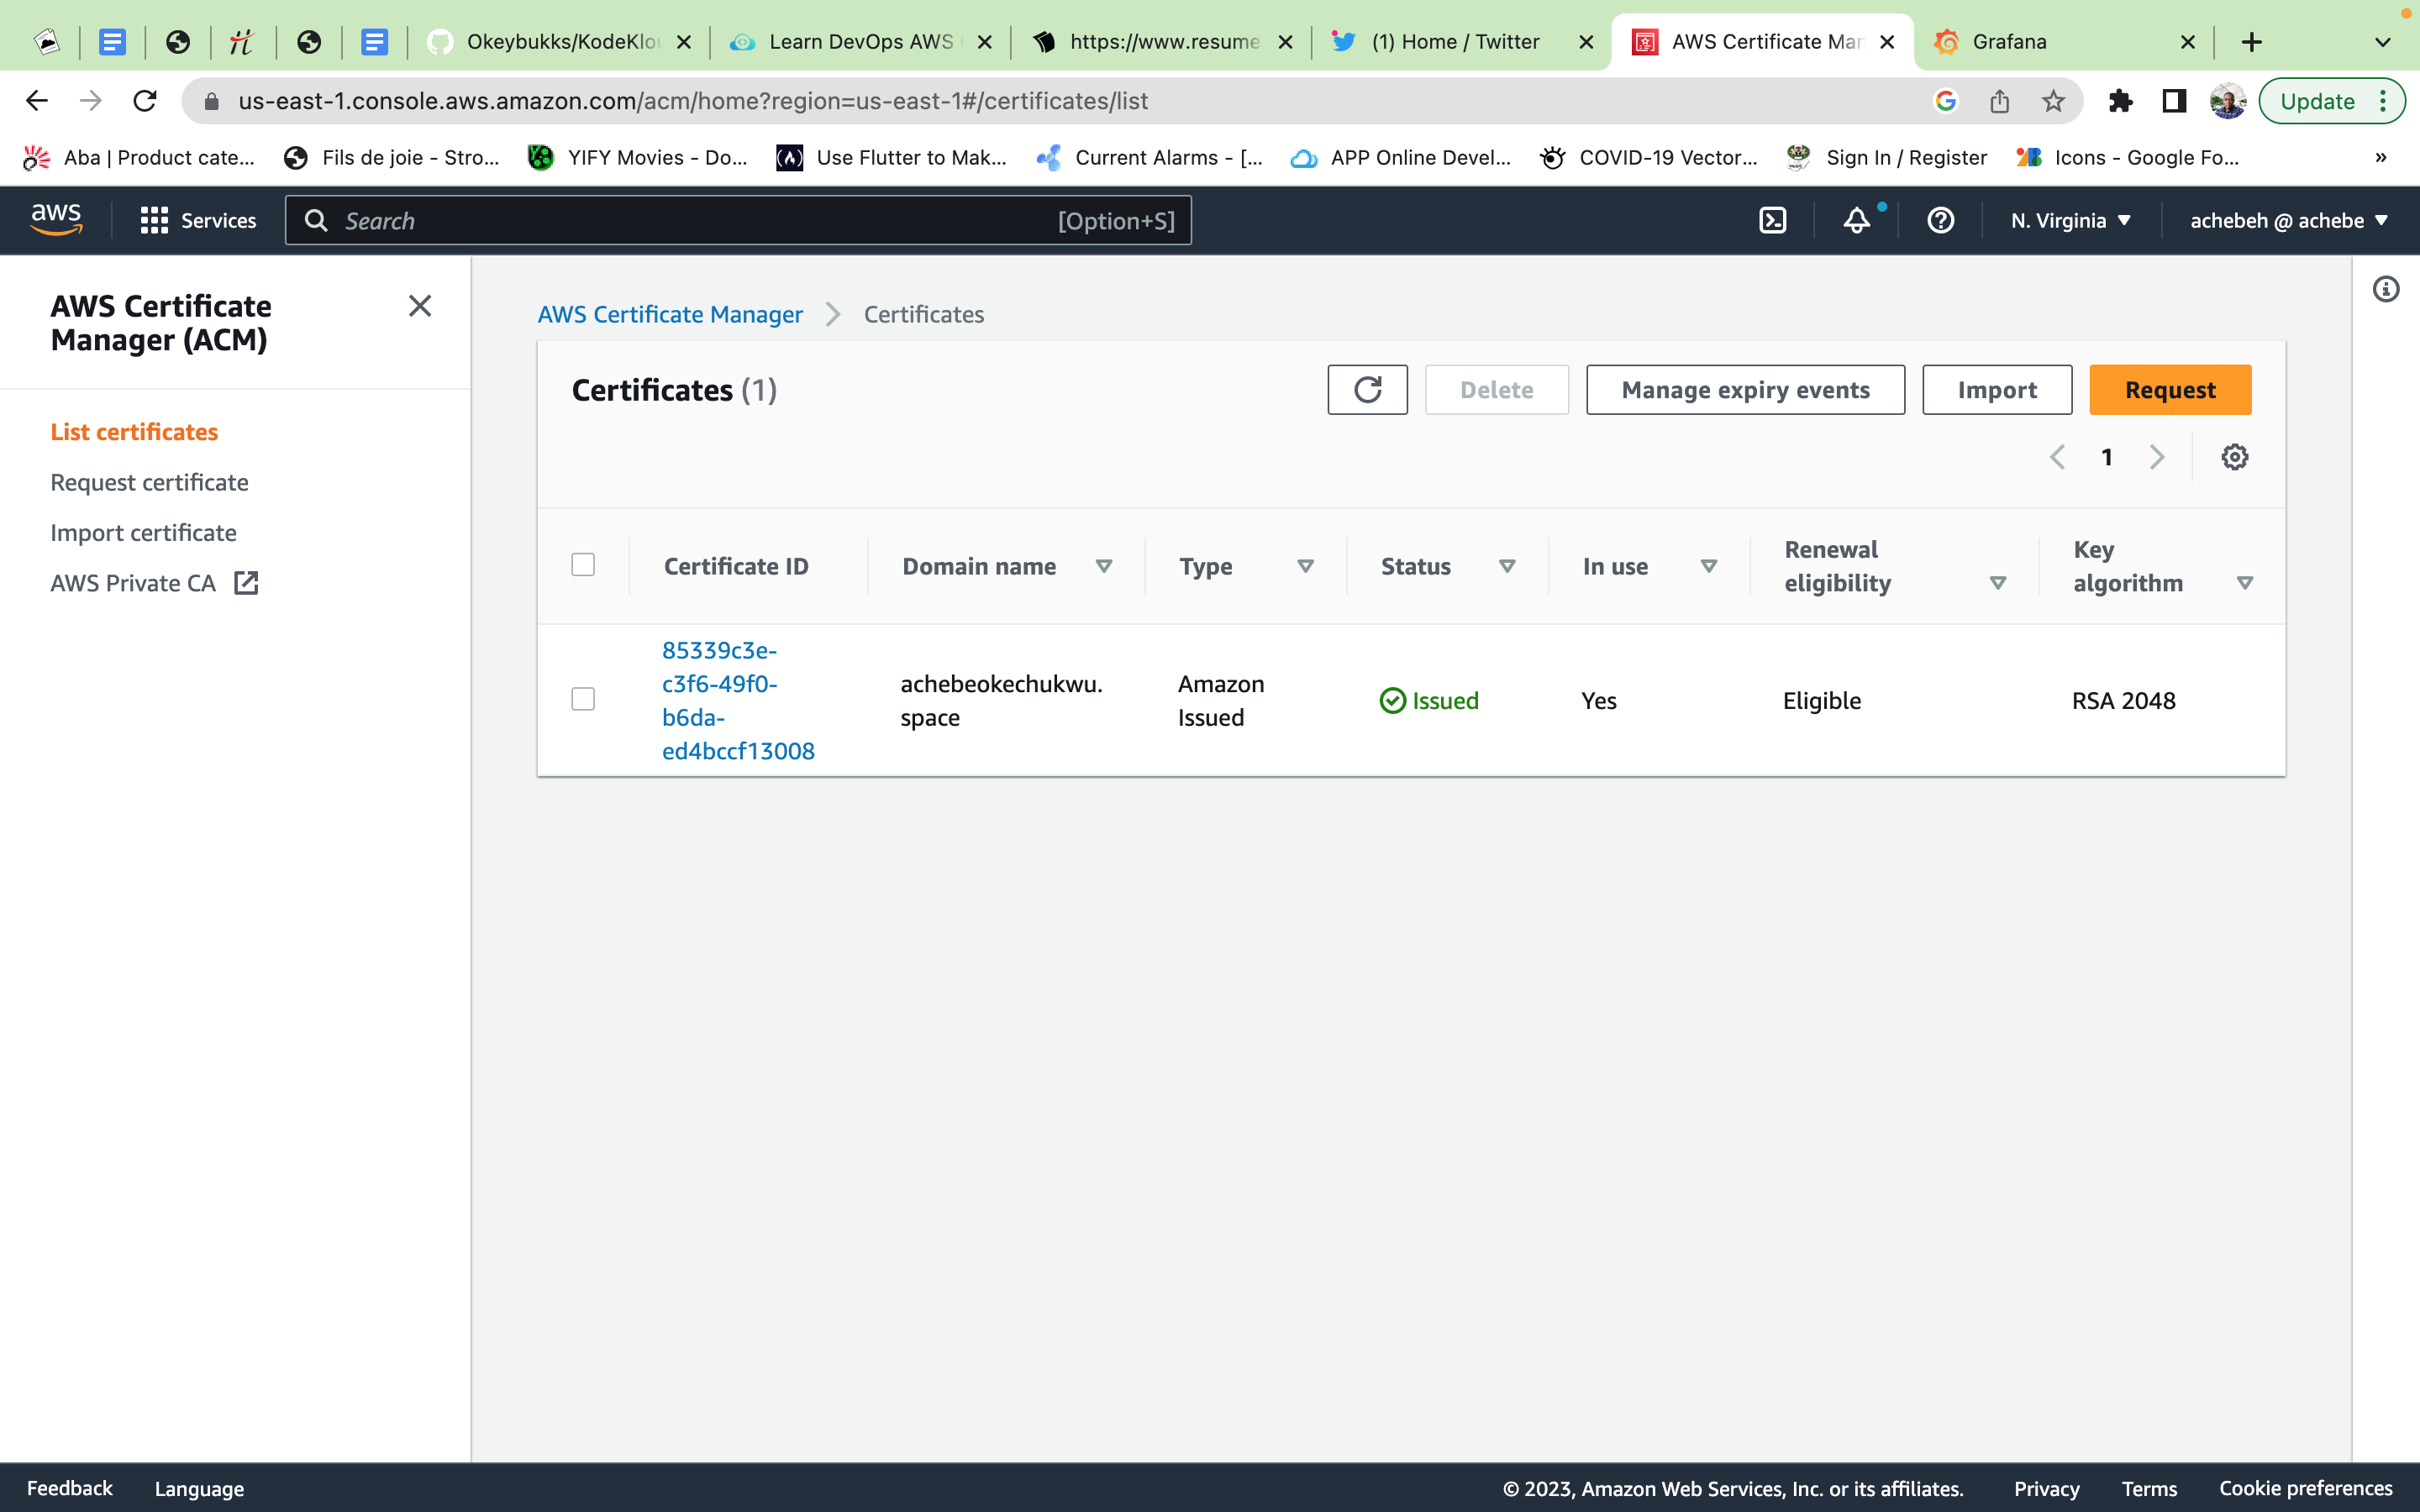 Okeybukks/KodeKlou
Learn DevOps AWS
https://www.resume
(1) Home / Twitter
AWS Certificate Man
Grafana
us-east-1.console.aws.amazon.com/acm/home?region=us-east-1#/certificates/list
Update
Aba | Product cate...
Fils de joie - Stro...
YIFY Movies - Do...
Use Flutter to Mak...
Current Alarms - [...
APP Online Devel...
COVID-19 Vector...
Sign In / Register
Icons - Google Fo...
»
aws
Services
Search
[Option+S]
N. Virginia
achebeh @ achebe
AWS Certificate
Manager (ACM)
List certificates
Request certificate
Import certificate
AWS Private CA
AWS Certificate Manager
Certificates
Certificates (1)
Delete
Manage expiry events
Import
Request
1
Certificate ID
Domain name
Type
Status
In use
Renewal
eligibility
Key
algorithm
85339c3e-
c3f6-49f0-
b6da-
ed4bccf13008
achebeokechukwu.
space
Amazon
Issued
Issued
Yes
Eligible
RSA 2048
Feedback
Language
© 2023, Amazon Web Services, Inc. or its affiliates.
Privacy
Terms
Cookie preferences